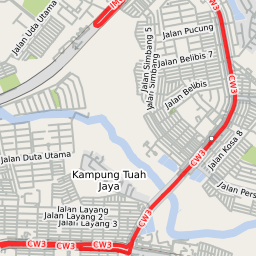 Jalan Uda Utama
Jalan Pucung
Jalan Simbang 5
Jalan Simbang
Jalan Belibis 7
Jalan Belibis
CW3
CW3
Jalan Kosa 8
Jalan Duta Utama
Kampung Tuah
Jaya
Jalan Pers
Jalan Layang
Jalan Layang 2
Jalan Layang 3
CW3
CW3
CW3
CW3